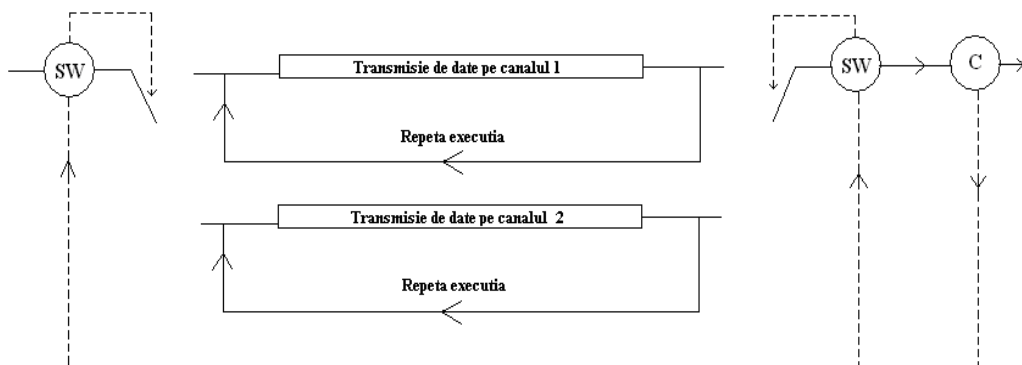 SW
Transmisie de date pe canalul 1
Repeta executia
SW
C
Transmisie de date pe canalul 2
Repeta executia